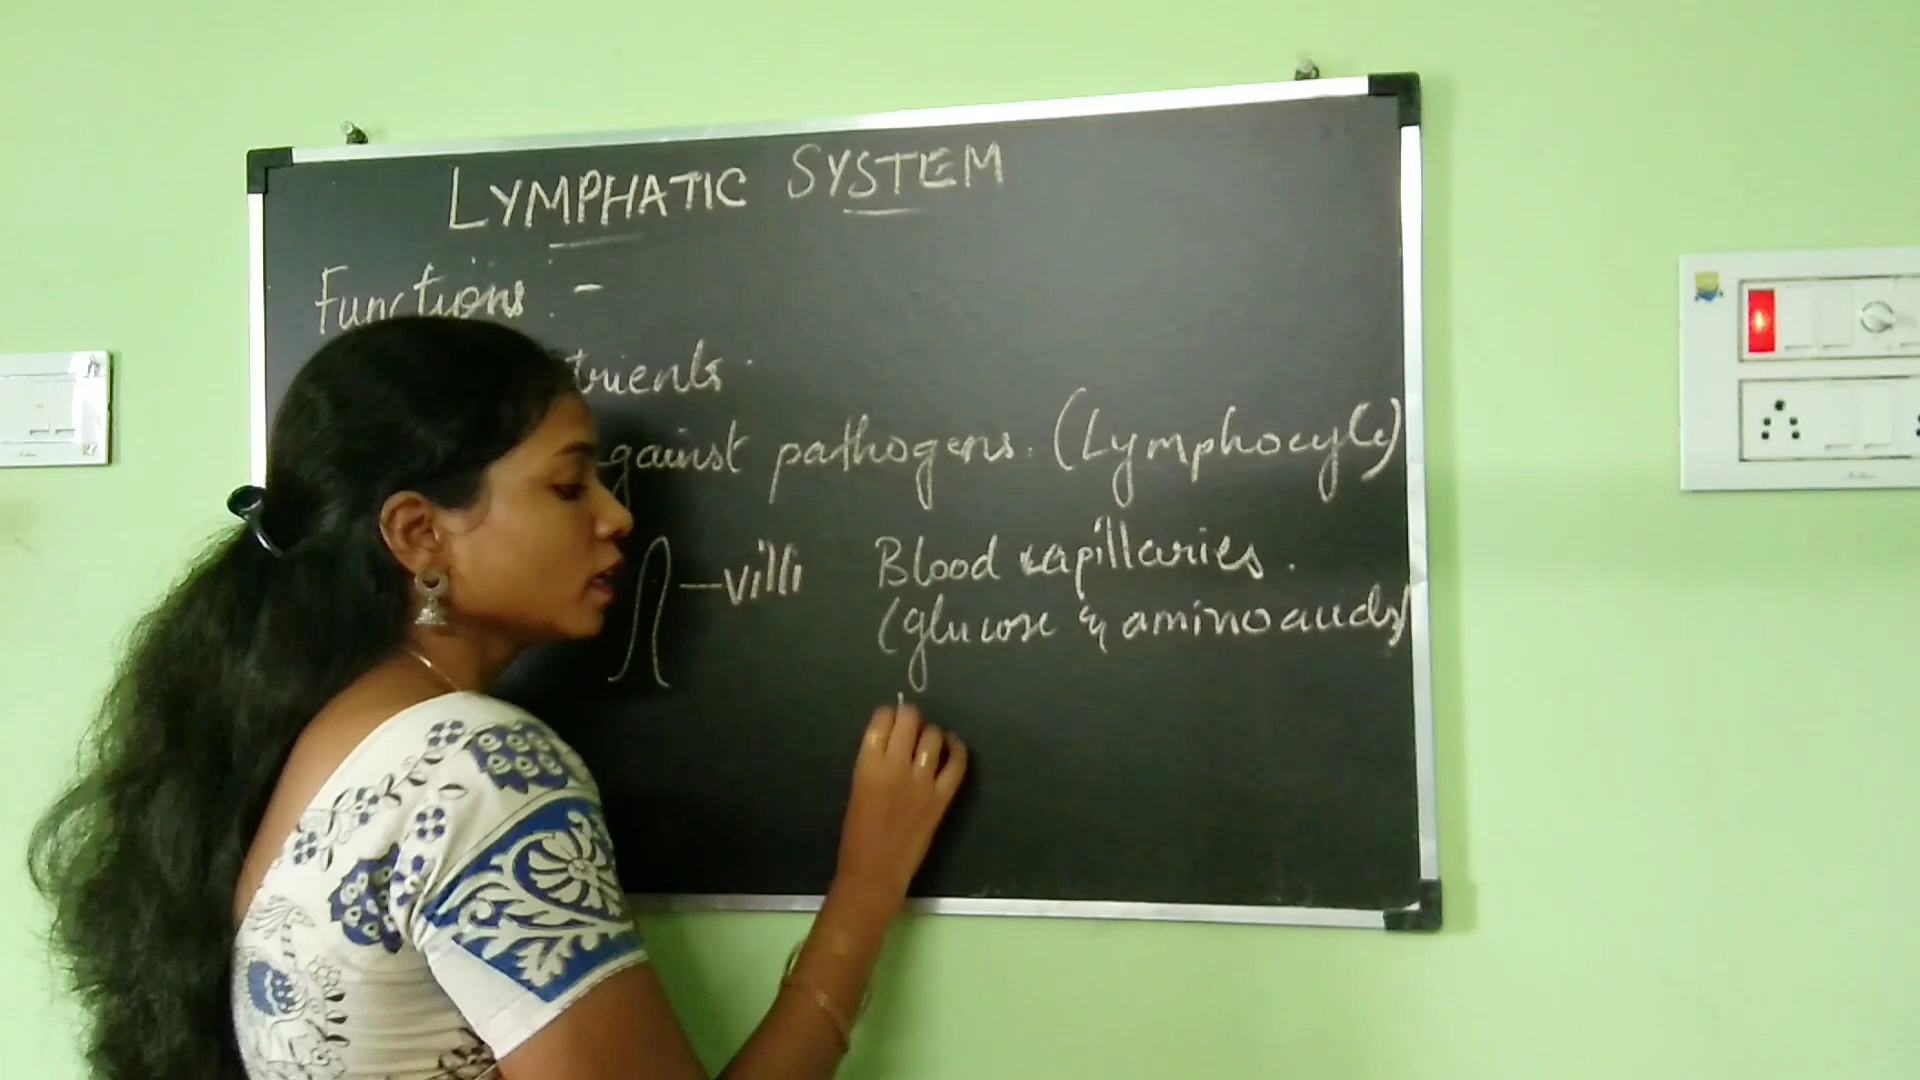 LYMPHATIC SYSTEM
Functions :-
trients.
gainst pathogens. (Lymphocyte)
villi
Blood capillaries.
(glucose & amino acids)